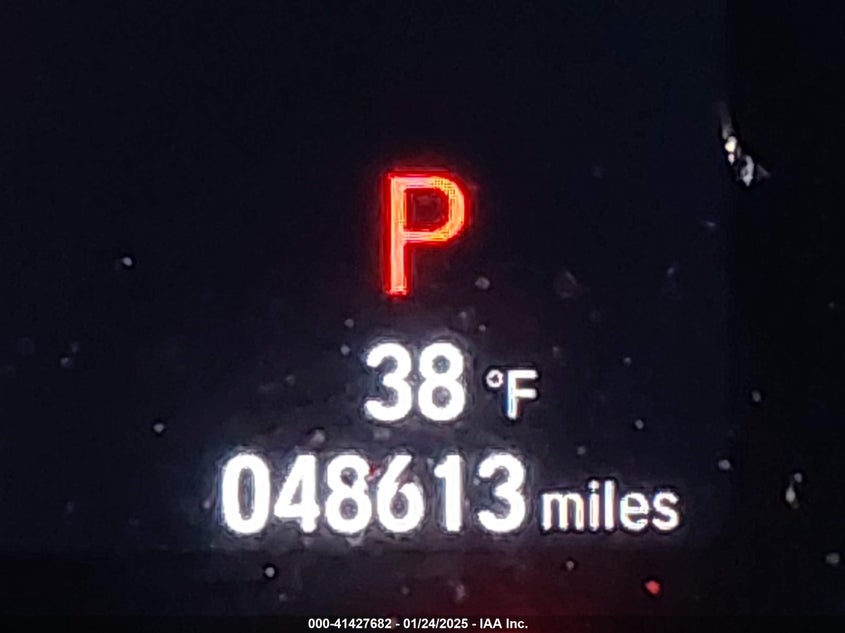 P
38 °F
048613 miles
000-41427682 - 01/24/2025 - IAA Inc.